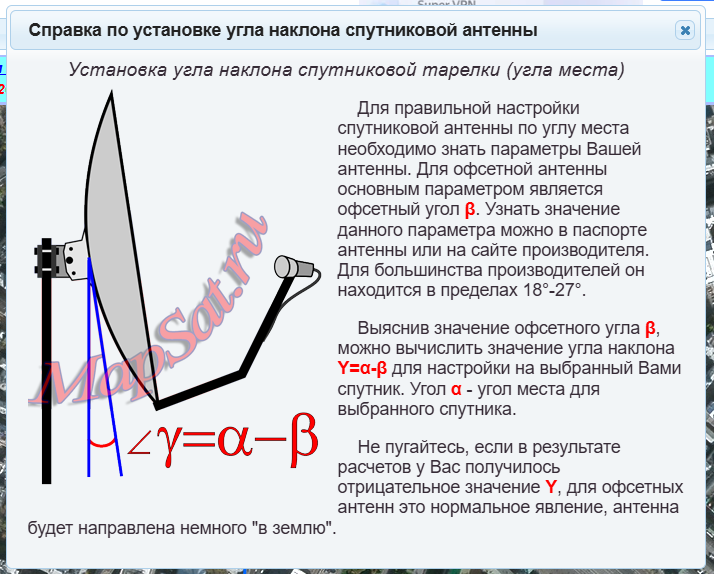 Super VPN
Справка по установке угла наклона спутниковой антенны
Установка угла наклона спутниковой тарелки (угла места)
Для правильной настройки
спутниковой антенны по углу места
необходимо знать параметры Вашей
антенны. Для офсетной антенны
основным параметром является
офсетный угол β. Узнать значение
данного параметра можно в паспорте
антенны или на сайте производителя.
Для большинства производителей он
находится в пределах 18°-27°.
Выяснив значение офсетного угла β,
можно вычислить значение угла наклона
Y=α-β для настройки на выбранный Вами
спутник. Угол α - угол места для
выбранного спутника.
Не пугайтесь, если в результате
расчетов у Вас получилось
отрицательное значение Y, для офсетных
антенн это нормальное явление, антенна
будет направлена немного "в землю".
MapSat.ru
∠γ=α−β